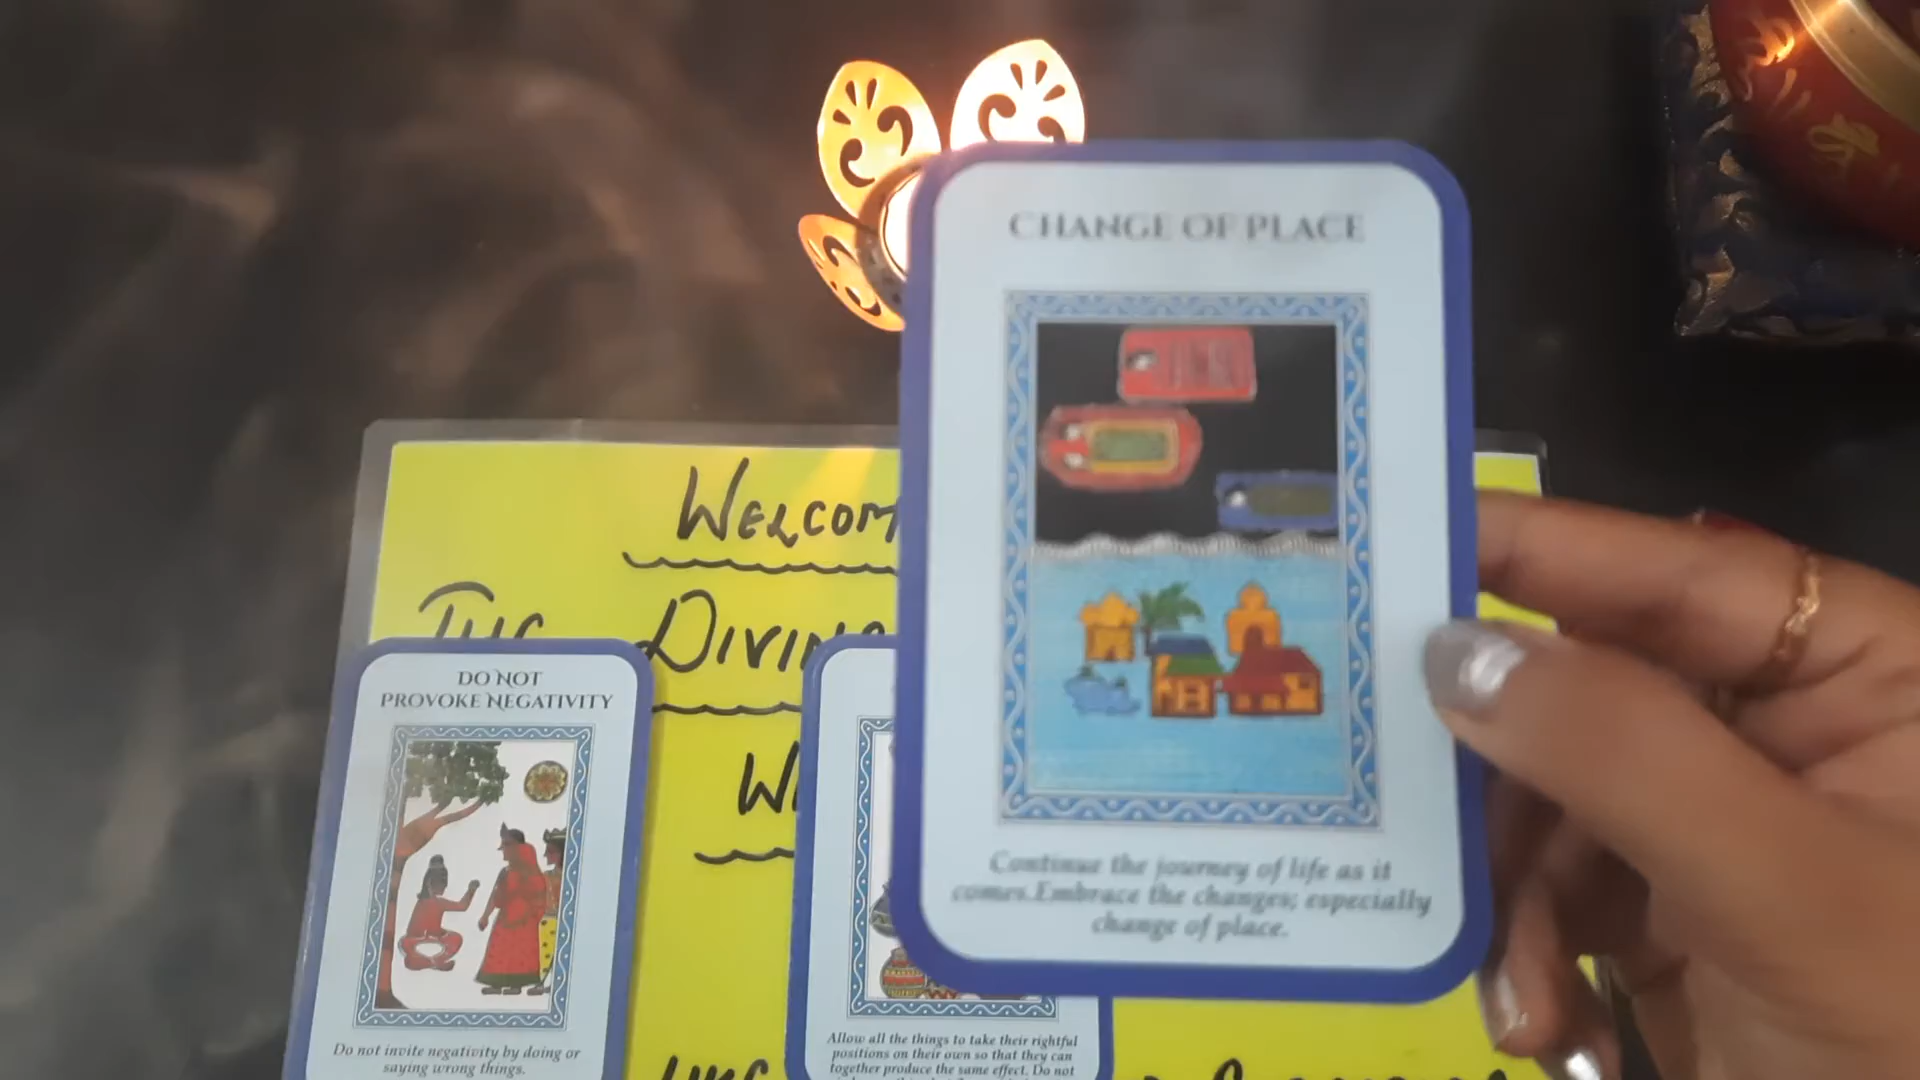 CHANGE OF PLACE
Continue the journey of life as it
comes.Embrace the changes; especially
change of place.
WELCOM
THE DIVINE
DO NOT
PROVOKE NEGATIVITY
Do not invite negativity by doing or
saying wrong things.
Allow all the things to take their rightful
positions on their own so that they can
together produce the same effect. Do not